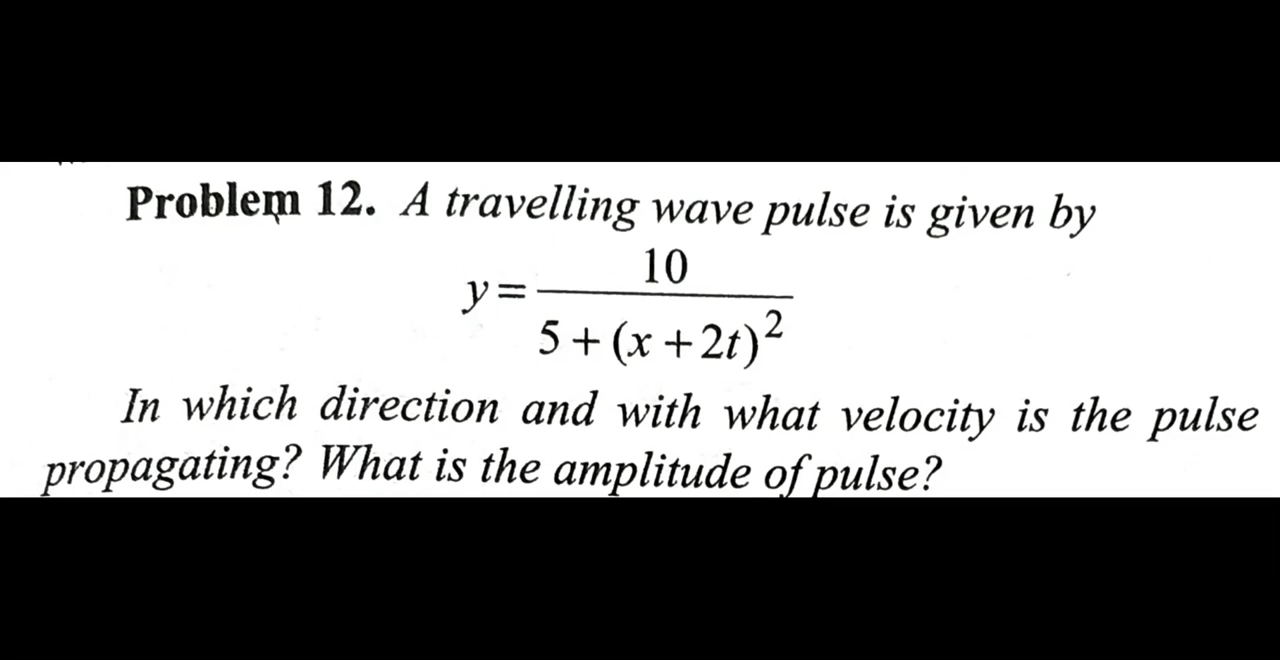 Problem 12. A travelling wave pulse is given by
y = 10 / 5 + (x + 2t)²
In which direction and with what velocity is the pulse
propagating? What is the amplitude of pulse?